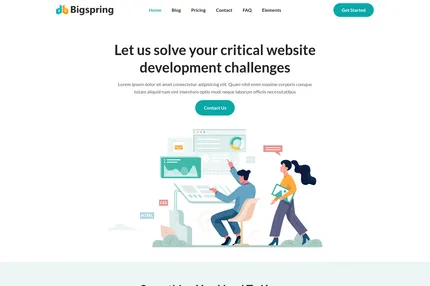 Bigspring
Home Blog Pricing Contact FAQ Elements
Get Started
Let us solve your critical website
development challenges
Lorem ipsum dolor sit amet consectetur adipisicing elit. Quam nihil enim maxime corporis cumque
totam aliquid nam sint inventore optio modi neque laborum officiis necessitatibus
Contact Us
CSS
HTML